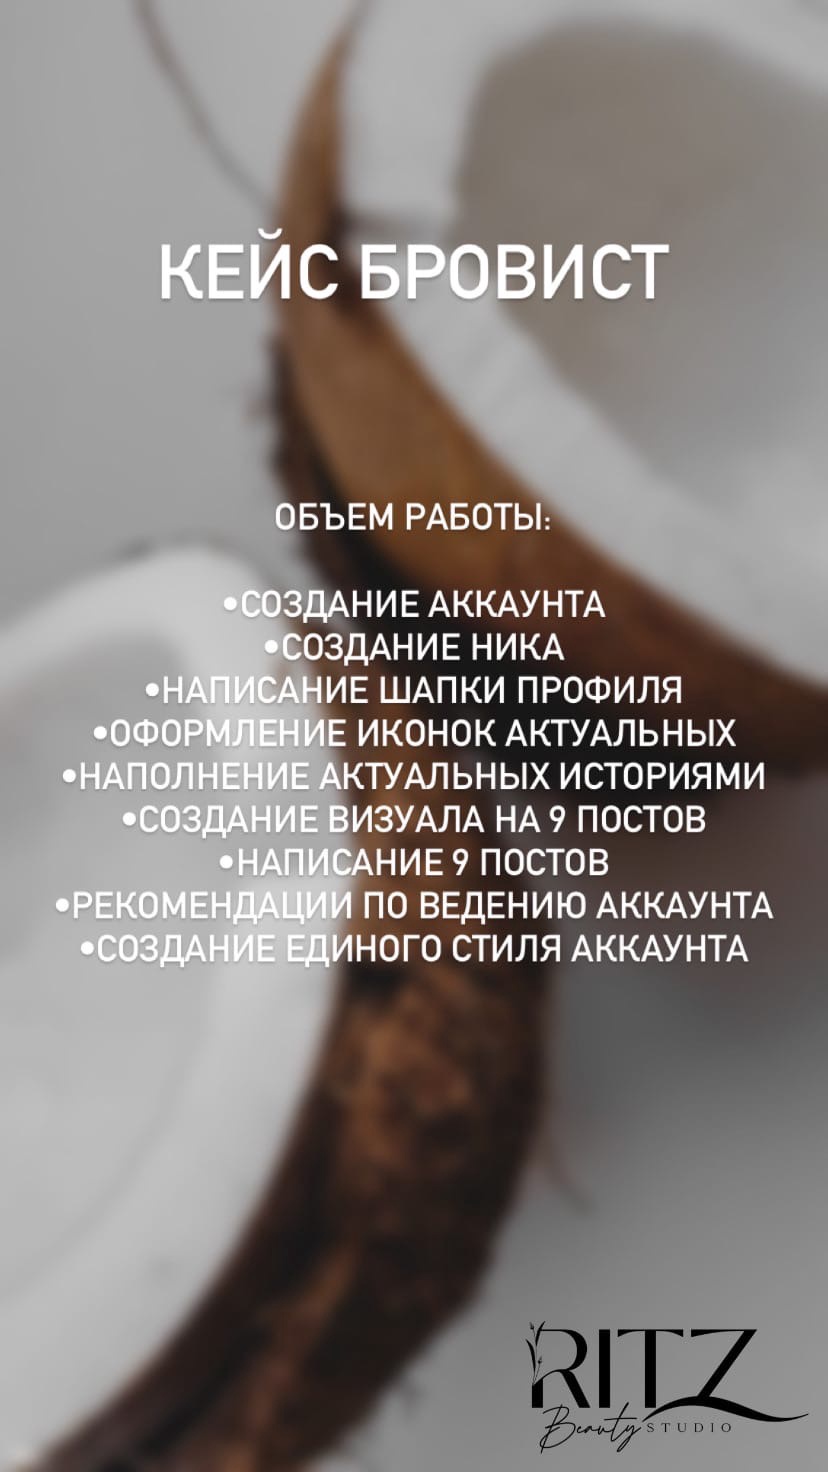 КЕЙС БРОВИСТ
ОБЪЕМ РАБОТЫ:
•СОЗДАНИЕ АККАУНТА
•СОЗДАНИЕ НИКА
•НАПИСАНИЕ ШАПКИ ПРОФИЛЯ
•ОФОРМЛЕНИЕ ИКОНОК АКТУАЛЬНЫХ
•НАПОЛНЕНИЕ АКТУАЛЬНЫХ ИСТОРИЯМИ
•СОЗДАНИЕ ВИЗУАЛА НА 9 ПОСТОВ
•НАПИСАНИЕ 9 ПОСТОВ
•РЕКОМЕНДАЦИИ ПО ВЕДЕНИЮ АККАУНТА
•СОЗДАНИЕ ЕДИНОГО СТИЛЯ АККАУНТА
RITZ
Beauty STUDIO